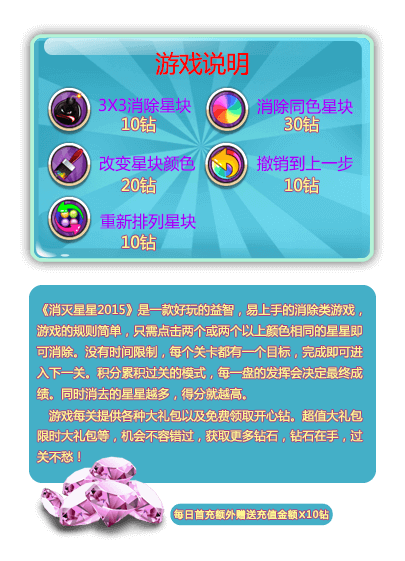 游戏说明
3X3消除星块 消除同色星块
10钻 30钻
改变星块颜色 撤销到上一步
20钻 10钻
重新排列星块
10钻
《消灭星星2015》是一款好玩的益智，易上手的消除类游戏，
游戏的规则简单，只需点击两个或两个以上颜色相同的星星即
可消除。没有时间限制，每个关卡都有一个目标，完成即可进
入下一关。积分累积过关的模式，每一盘的发挥会决定最终成
绩。同时消去的星星越多，得分就越高。
游戏每关提供各种大礼包以及免费领取开心钻。超值大礼包
限时大礼包等，机会不容错过，获取更多钻石，钻石在手，过
关不愁！
每日首充额外赠送充值金额X10钻